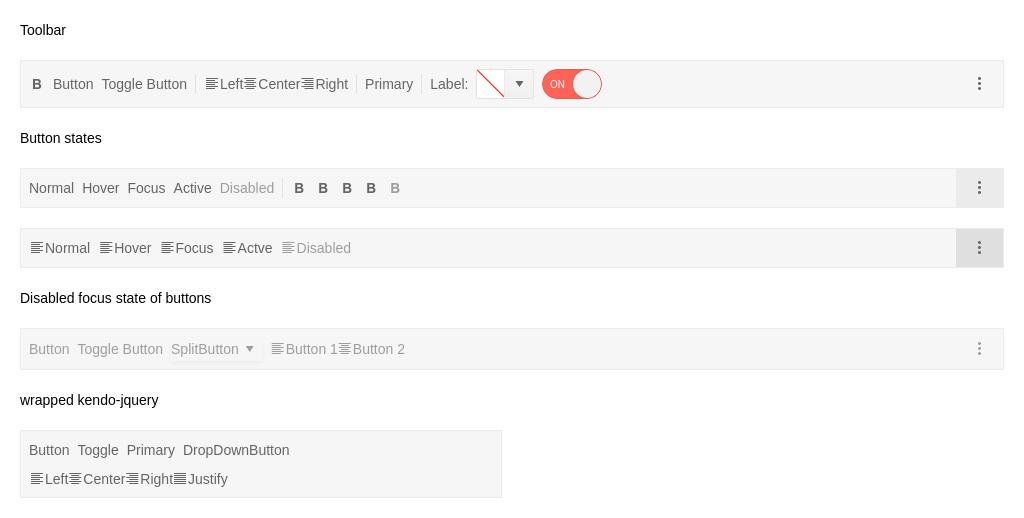 Toolbar
B Button Toggle Button Left Center Right Primary Label: ON
Button states
Normal Hover Focus Active Disabled B B B B B
Normal Hover Focus Actve Disabled
Disabled focus state of buttons
Button Toggle Button SplitButton Button 1 Button 2
wrapped kendo-jquery
Button Toggle Primary DropDownButton
Left Center Right Justify